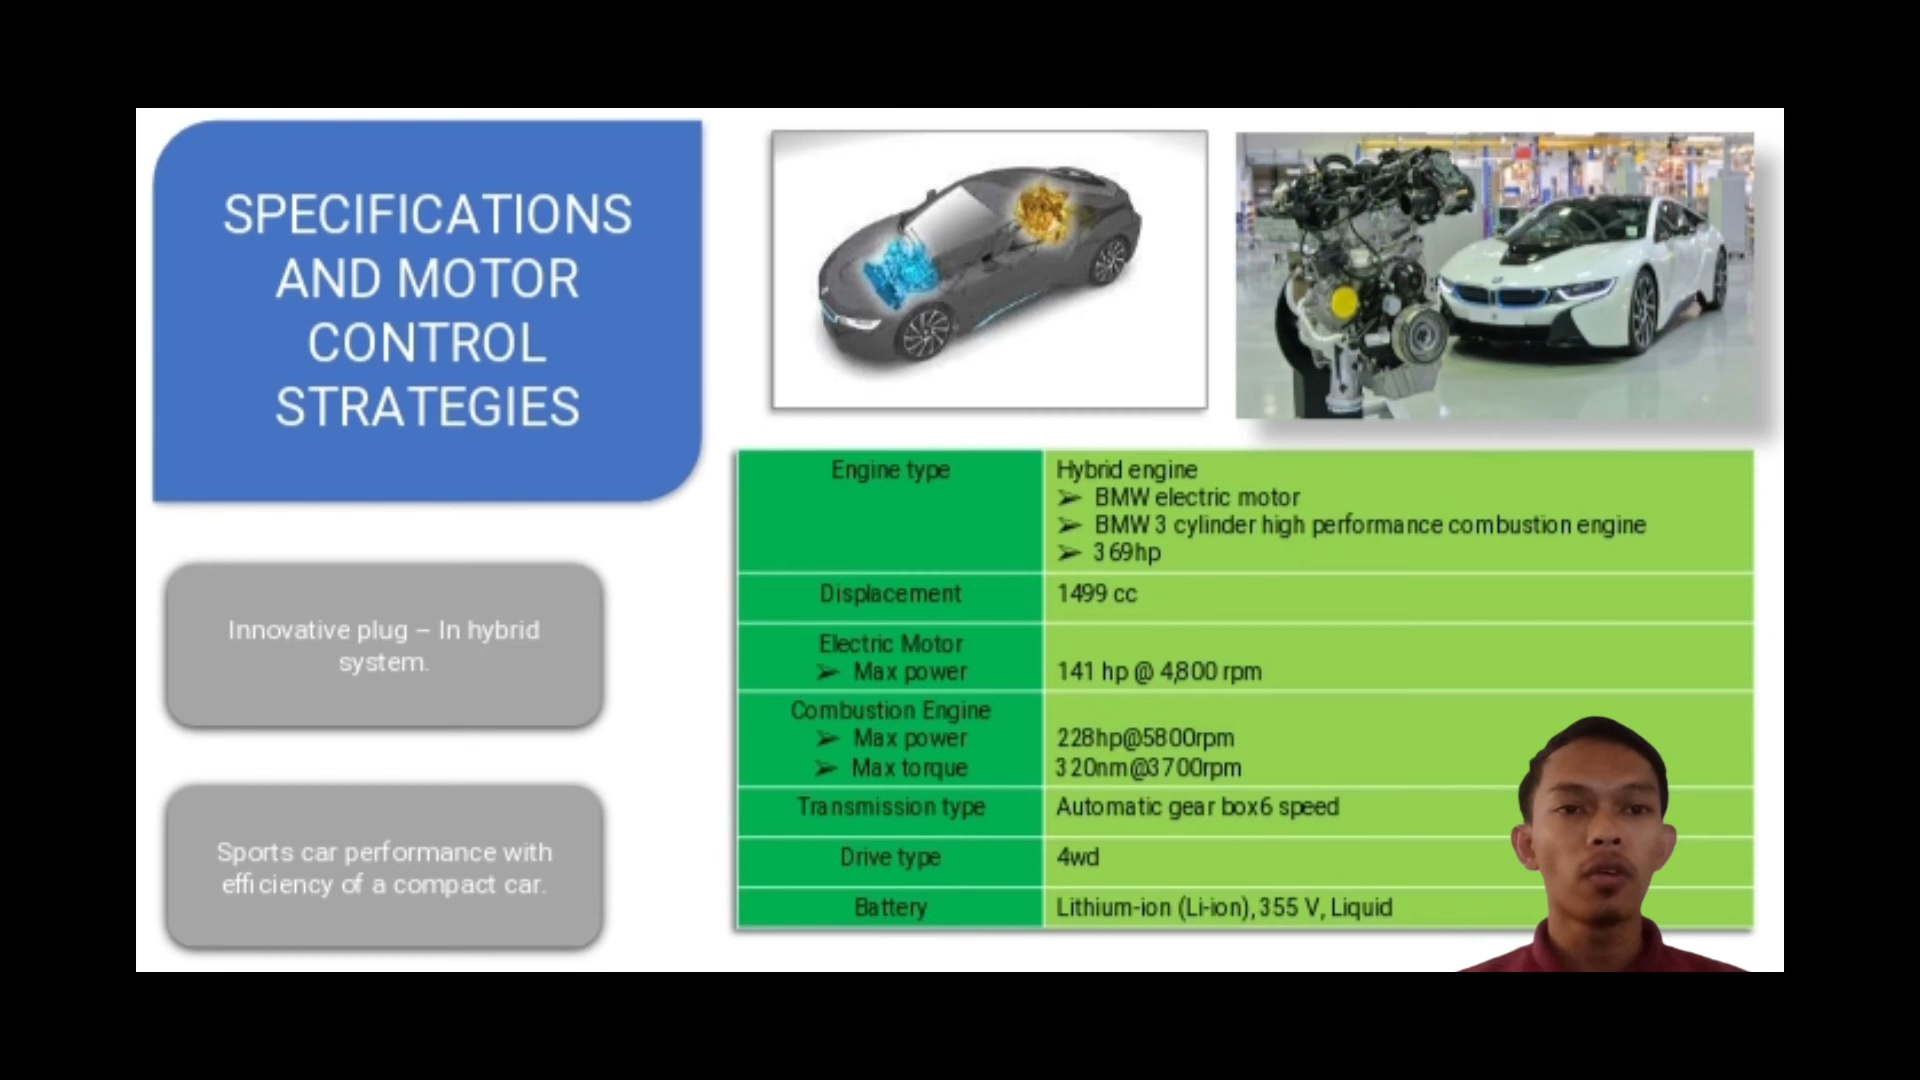 SPECIFICATIONS
AND MOTOR
CONTROL
STRATEGIES
Innovative plug – In hybrid
system.
Sports car performance with
efficiency of a compact car.
Engine type
Hybrid engine
➢ BMW electric motor
➢ BMW 3 cylinder high performance combustion engine
➢ 369hp
Displacement
1499 cc
Electric Motor
➢ Max power
141 hp @ 4,800 rpm
Combustion Engine
➢ Max power
228hp@5800rpm
➢ Max torque
320nm@3700rpm
Transmission type
Automatic gear box6 speed
Drive type
4wd
Battery
Lithium-ion (Li-ion), 355 V, Liquid